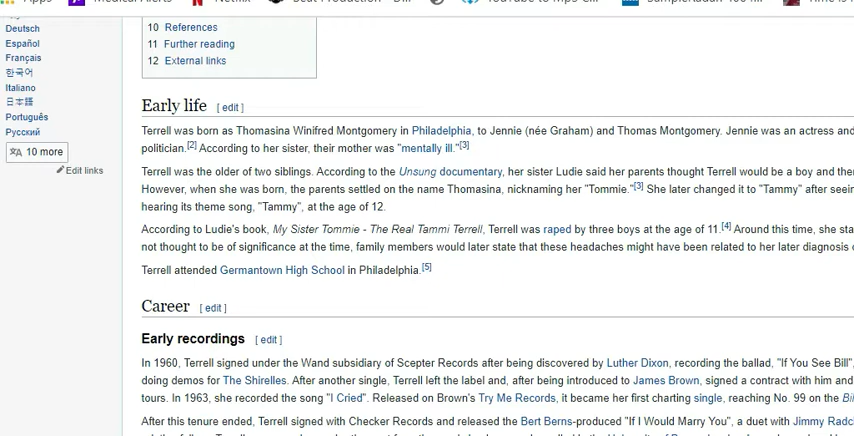 Apps Medical Alerts Netflix Beat Production - D YouTube to Mp3 C Time is
10 References
11 Further reading
12 External links
Deutsch
Español
Français
한국어
Italiano
日本語
Português
Русский
10 more
Edit links
Early life [ edit ]
Terrell was born as Thomasina Winifred Montgomery in Philadelphia, to Jennie (née Graham) and Thomas Montgomery. Jennie was an actress and
politician.[2] According to her sister, their mother was "mentally ill."[3]
Terrell was the older of two siblings. According to the Unsung documentary, her sister Ludie said her parents thought Terrell would be a boy and
However, when she was born, the parents settled on the name Thomasina, nicknaming her "Tommie."[3] She later changed it to "Tammy" after
hearing its theme song, "Tammy", at the age of 12.
According to Ludie's book, My Sister Tommie - The Real Tammi Terrell, Terrell was raped by three boys at the age of 11.[4] Around this time, she
not thought to be of significance at the time, family members would later state that these headaches might have been related to her later diagnosis
Terrell attended Germantown High School in Philadelphia.[5]
Career [ edit ]
Early recordings [ edit ]
In 1960, Terrell signed under the Wand subsidiary of Scepter Records after being discovered by Luther Dixon, recording the ballad, "If You See Bill",
doing demos for The Shirelles. After another single, Terrell left the label and, after being introduced to James Brown, signed a contract with him and
tours. In 1963, she recorded the song "I Cried". Released on Brown's Try Me Records, it became her first charting single, reaching No. 99 on the
After this tenure ended, Terrell signed with Checker Records and released the Bert Berns-produced "If I Would Marry You", a duet with Jimmy